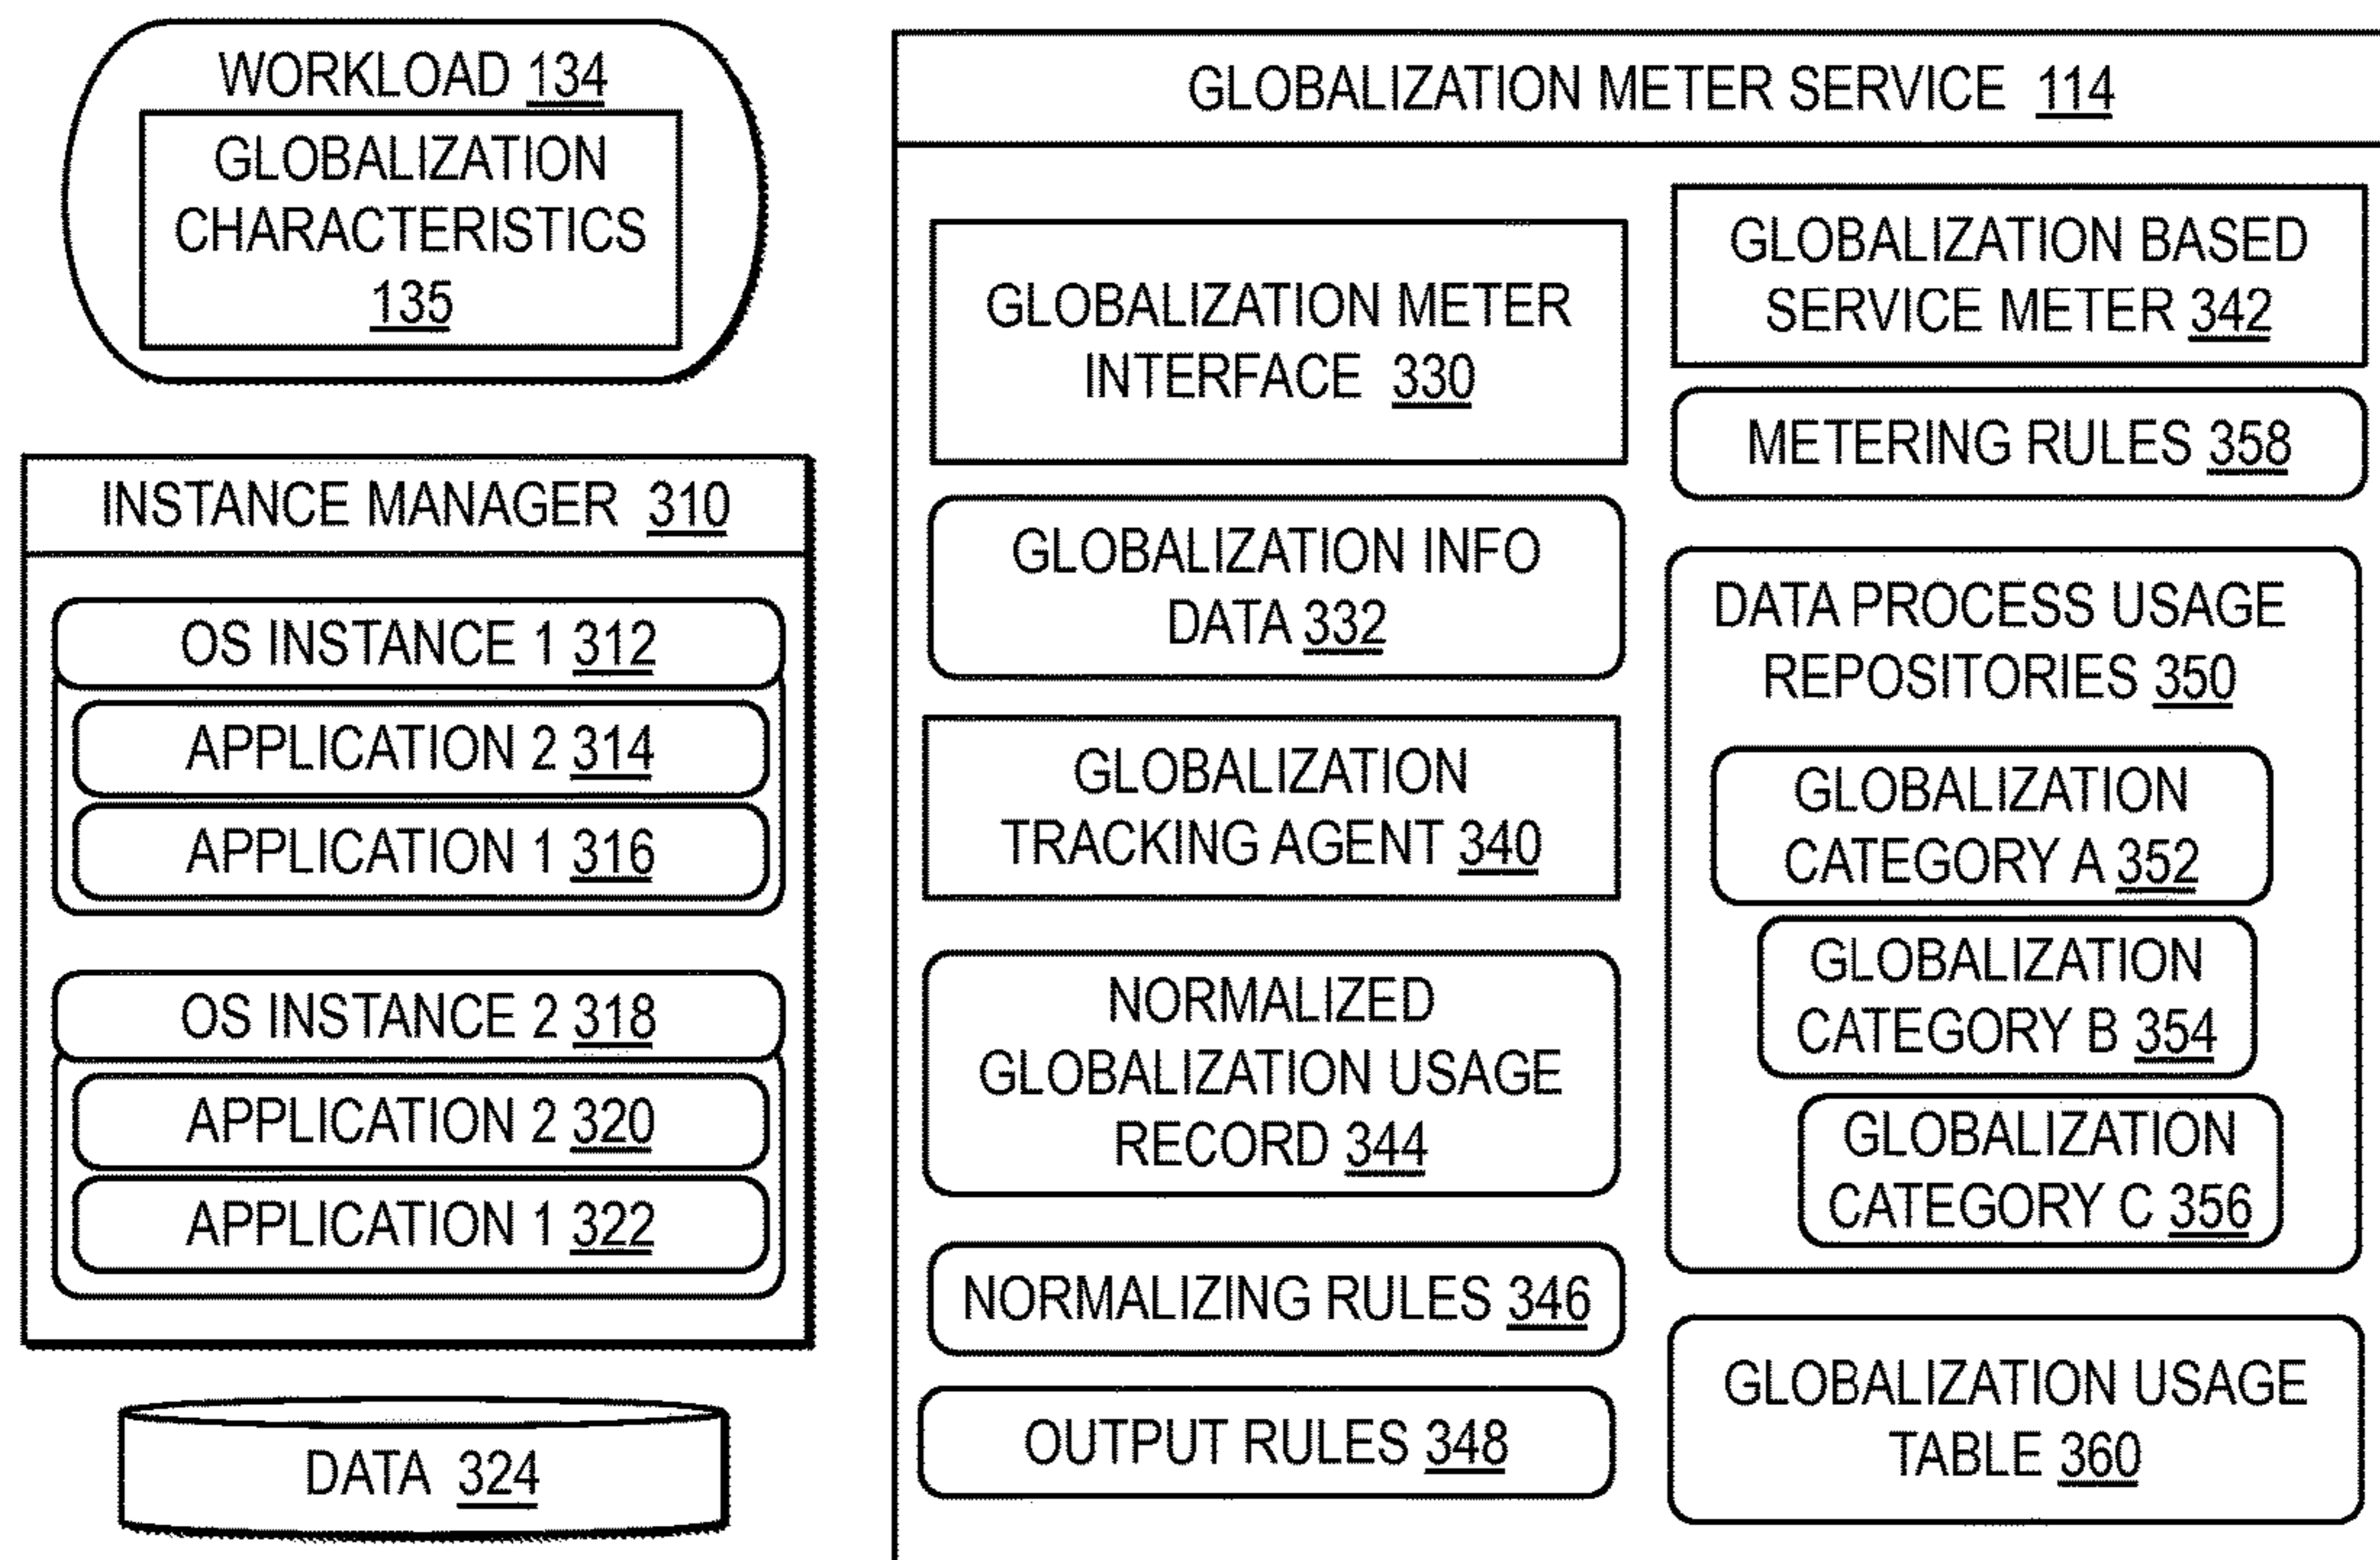 WORKLOAD 134
GLOBALIZATION
CHARACTERISTICS
135
INSTANCE MANAGER 310
OS INSTANCE 1 312
APPLICATION 2 314
APPLICATION 1 316
OS INSTANCE 2 318
APPLICATION 2 320
APPLICATION 1 322
DATA 324
GLOBALIZATION METER SERVICE 114
GLOBALIZATION METER
INTERFACE 330
GLOBALIZATION INFO
DATA 332
GLOBALIZATION
TRACKING AGENT 340
NORMALIZED
GLOBALIZATION USAGE
RECORD 344
NORMALIZING RULES 346
OUTPUT RULES 348
GLOBALIZATION BASED
SERVICE METER 342
METERING RULES 358
DATA PROCESS USAGE
REPOSITORIES 350
GLOBALIZATION
CATEGORY A 352
GLOBALIZATION
CATEGORY B 354
GLOBALIZATION
CATEGORY C 356
GLOBALIZATION USAGE
TABLE 360